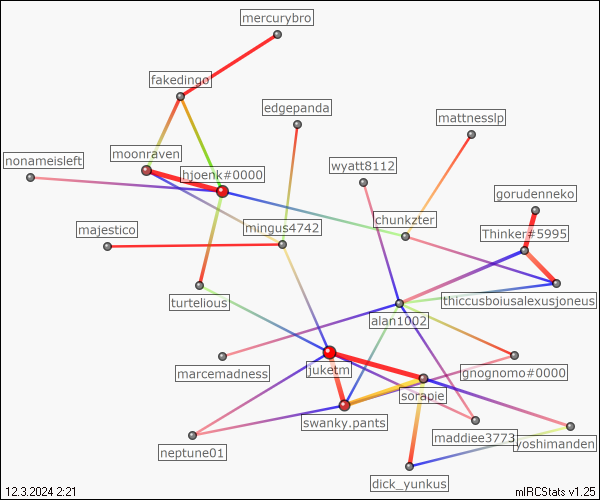 mercurybro
fakedingo
edgepanda
mattnesslp
nonameisleft
moonraven
hjoenk#0000
wyatt8112
gorudenneko
majestico
mingus4742
chunkzter
Thinker#5995
turtelious
thiccusboiusalexusjoneus
alan1002
marcemadness
juketm
gnognomo#0000
sorapie
swanky.pants
neptune01
maddiee3773
yoshimanden
dick_yunkus
12.3.2024 2:21
mIRCStats v1.25